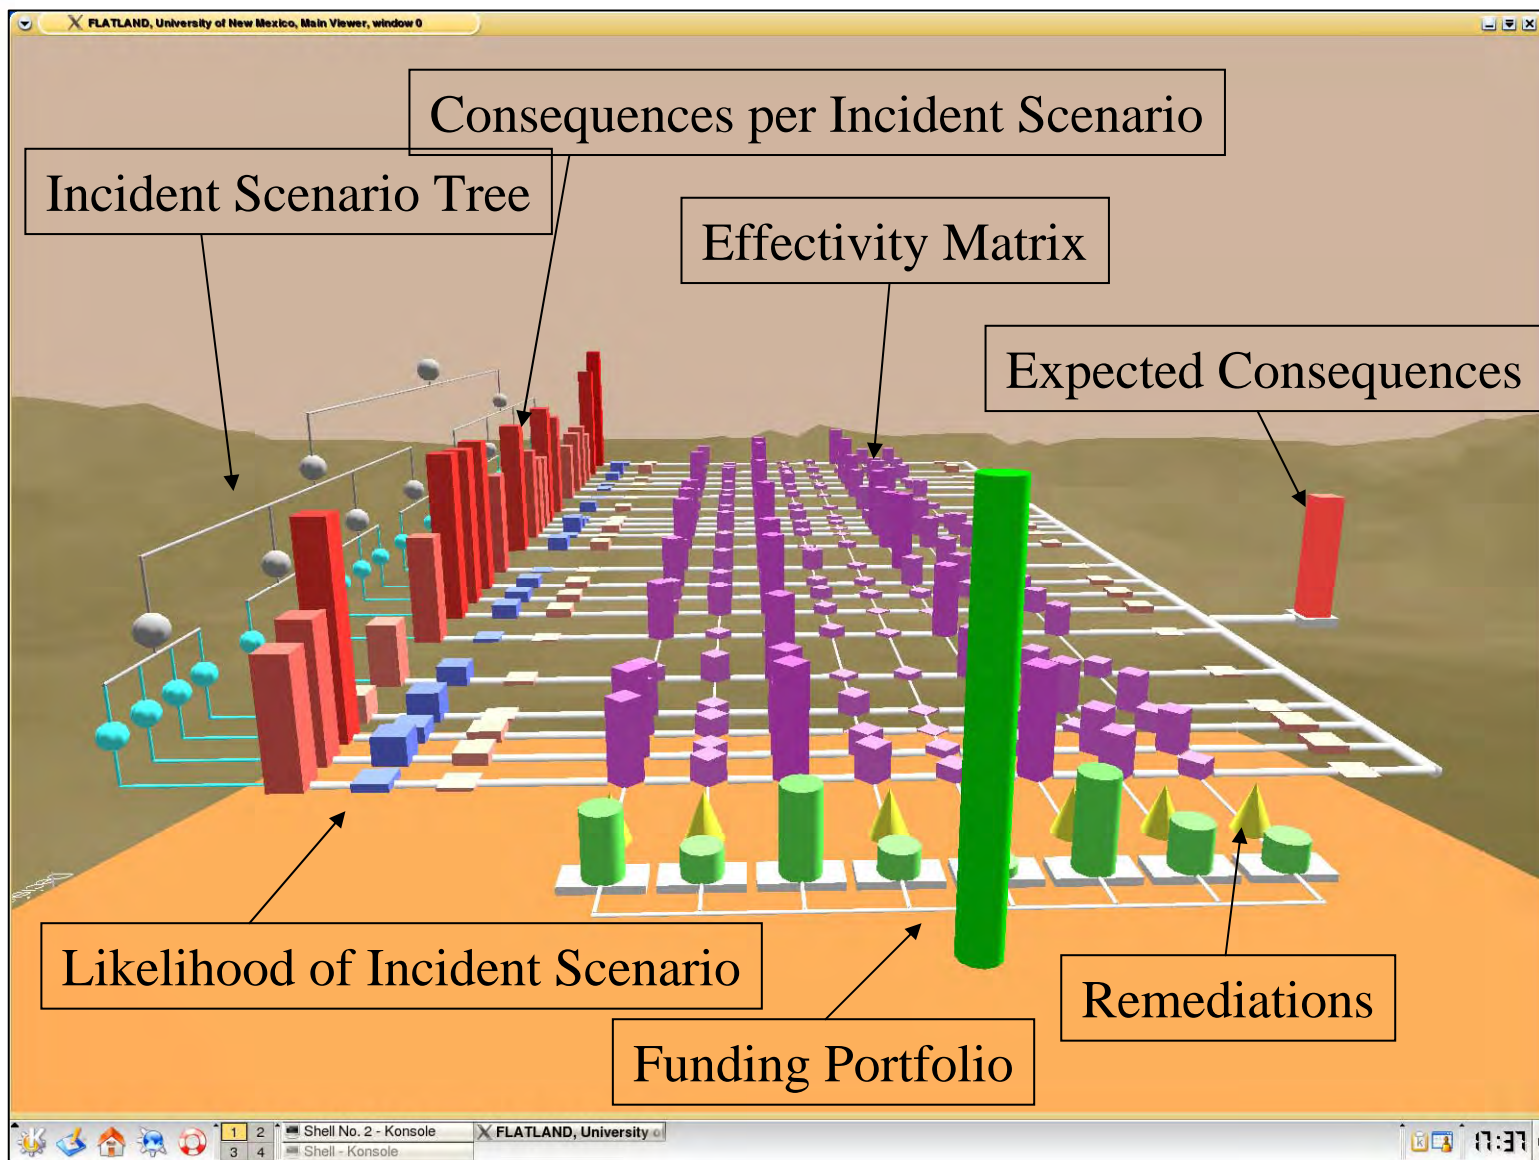 FLATLAND, University of New Mexico, Main Viewer, window 0
Consequences per Incident Scenario
Incident Scenario Tree
Effectivity Matrix
Expected Consequences
Likelihood of Incident Scenario
Remediations
Funding Portfolio
1 2 Shell No. 2 - Konsole FLATLAND, University
3 4 Shell - Konsole
17:37